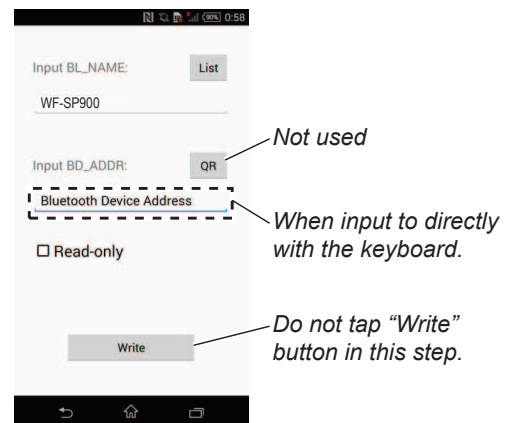 90% 0:58
Input BL_NAME: List
WF-SP900
Not used
Input BD_ADDR: QR
Bluetooth Device Address
When input to directly
with the keyboard.
Read-only
Do not tap “Write”
button in this step.
Write